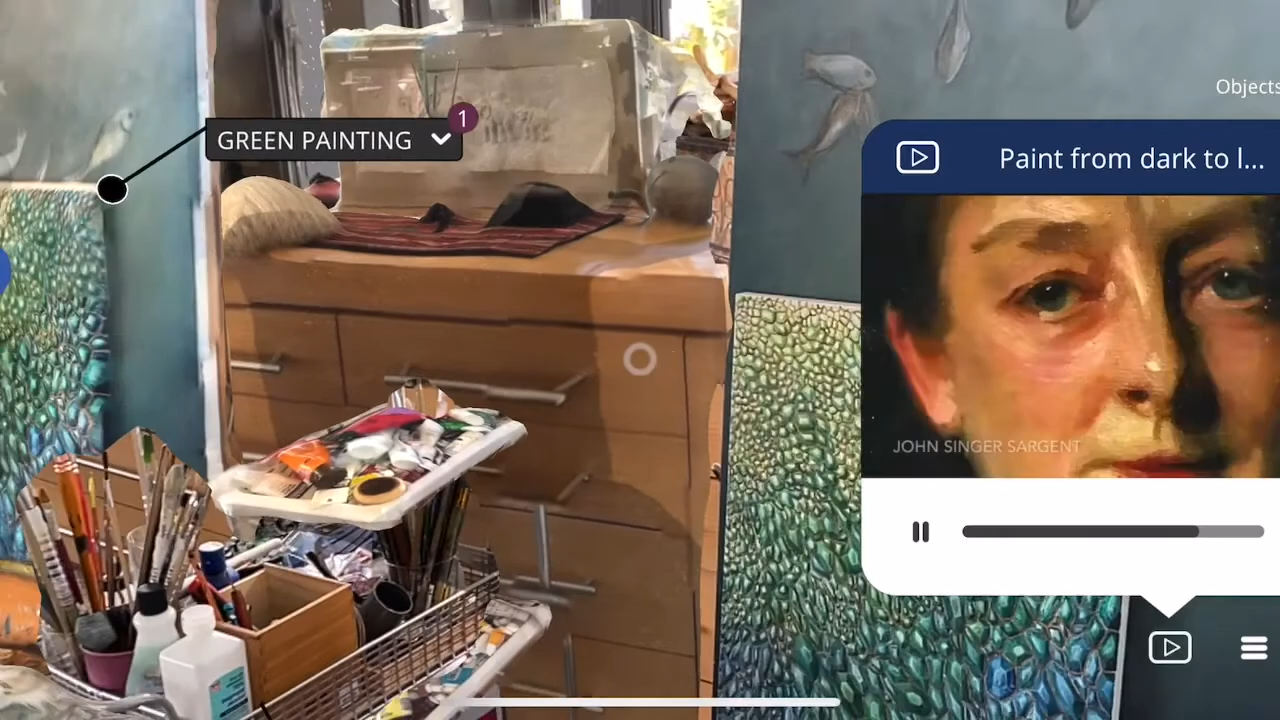 Objects
GREEN PAINTING
1
Paint from dark to l...
JOHN SINGER SARGENT